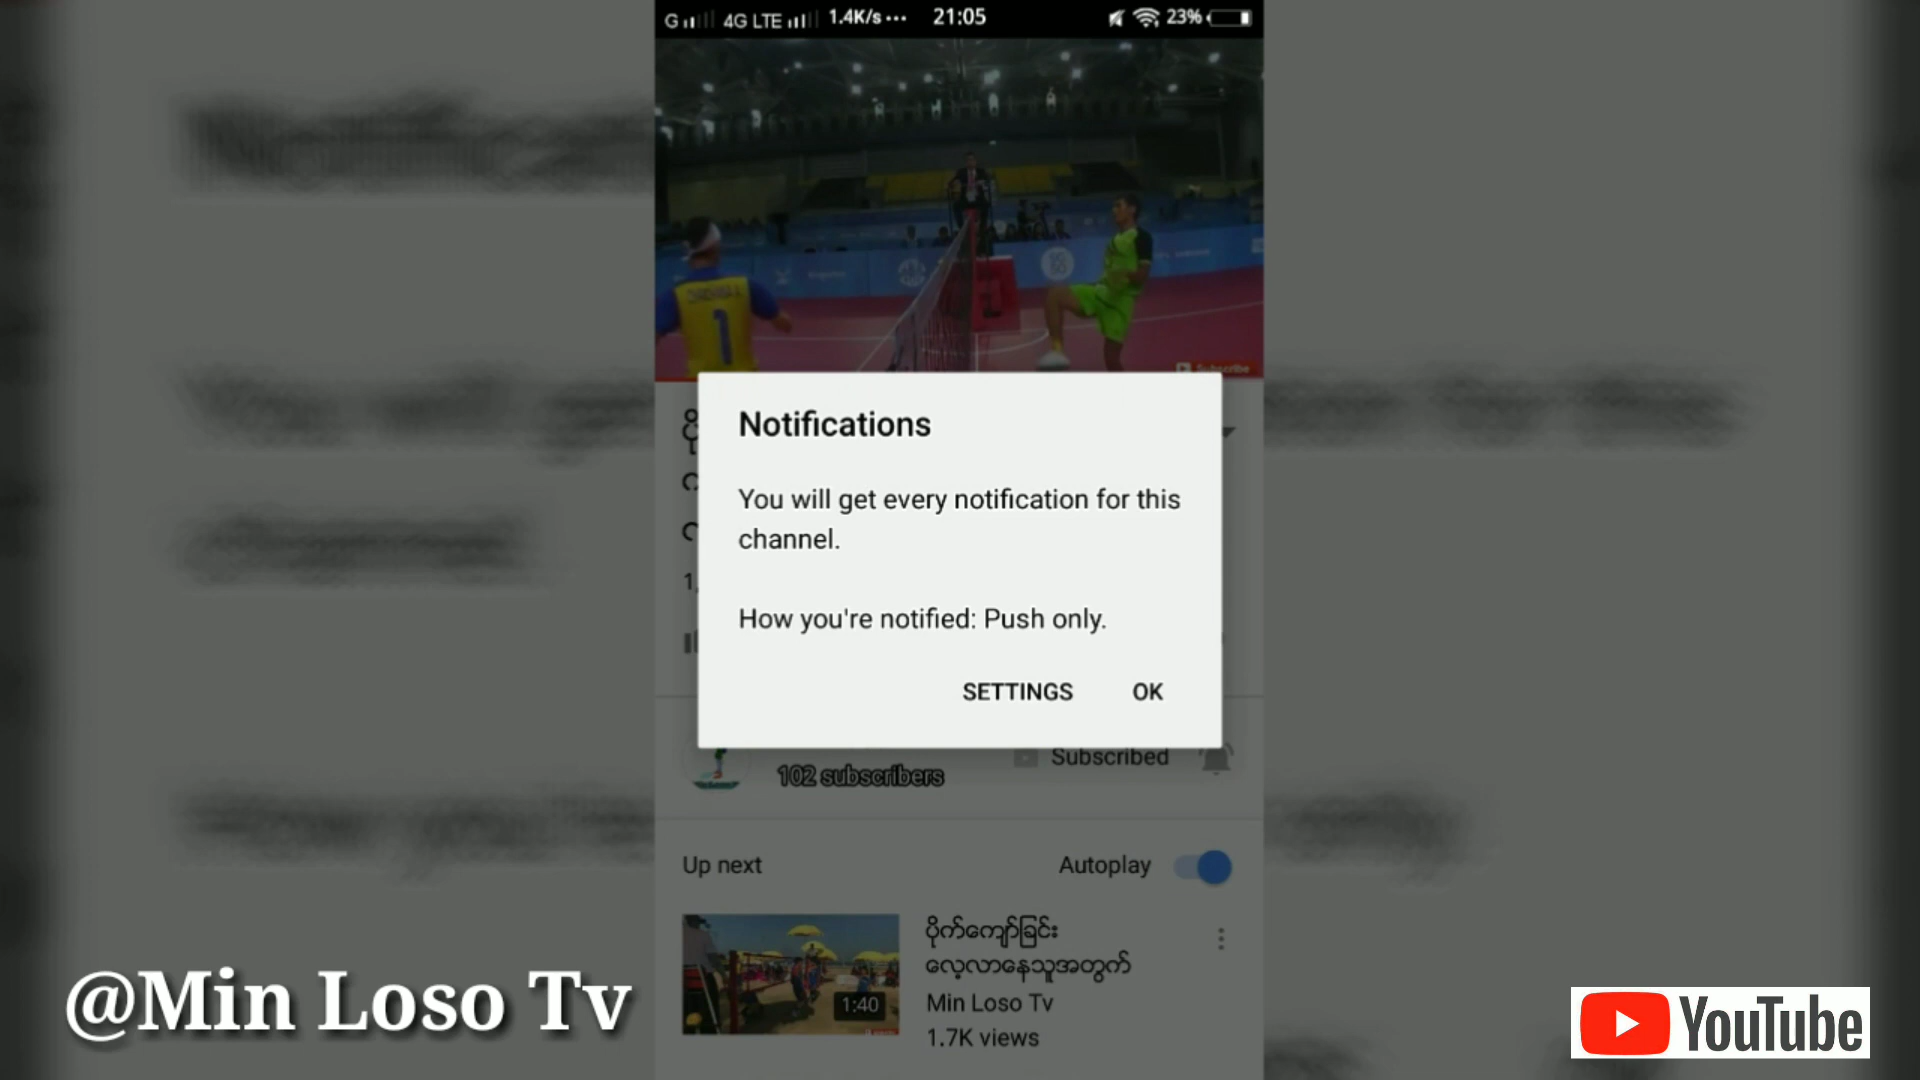 G 4G LTE 1.4K/s ••• 21:05 23%
1
Subscribe
Notifications
You will get every notification for this
channel.
How you're notified: Push only.
SETTINGS OK
102 subscribers
Subscribed
Up next Autoplay
ပိုက်ကျော်ခြင်း
လေ့လာနေသူအတွက်
Min Loso Tv
1.7K views
1:40
@Min Loso Tv
YouTube